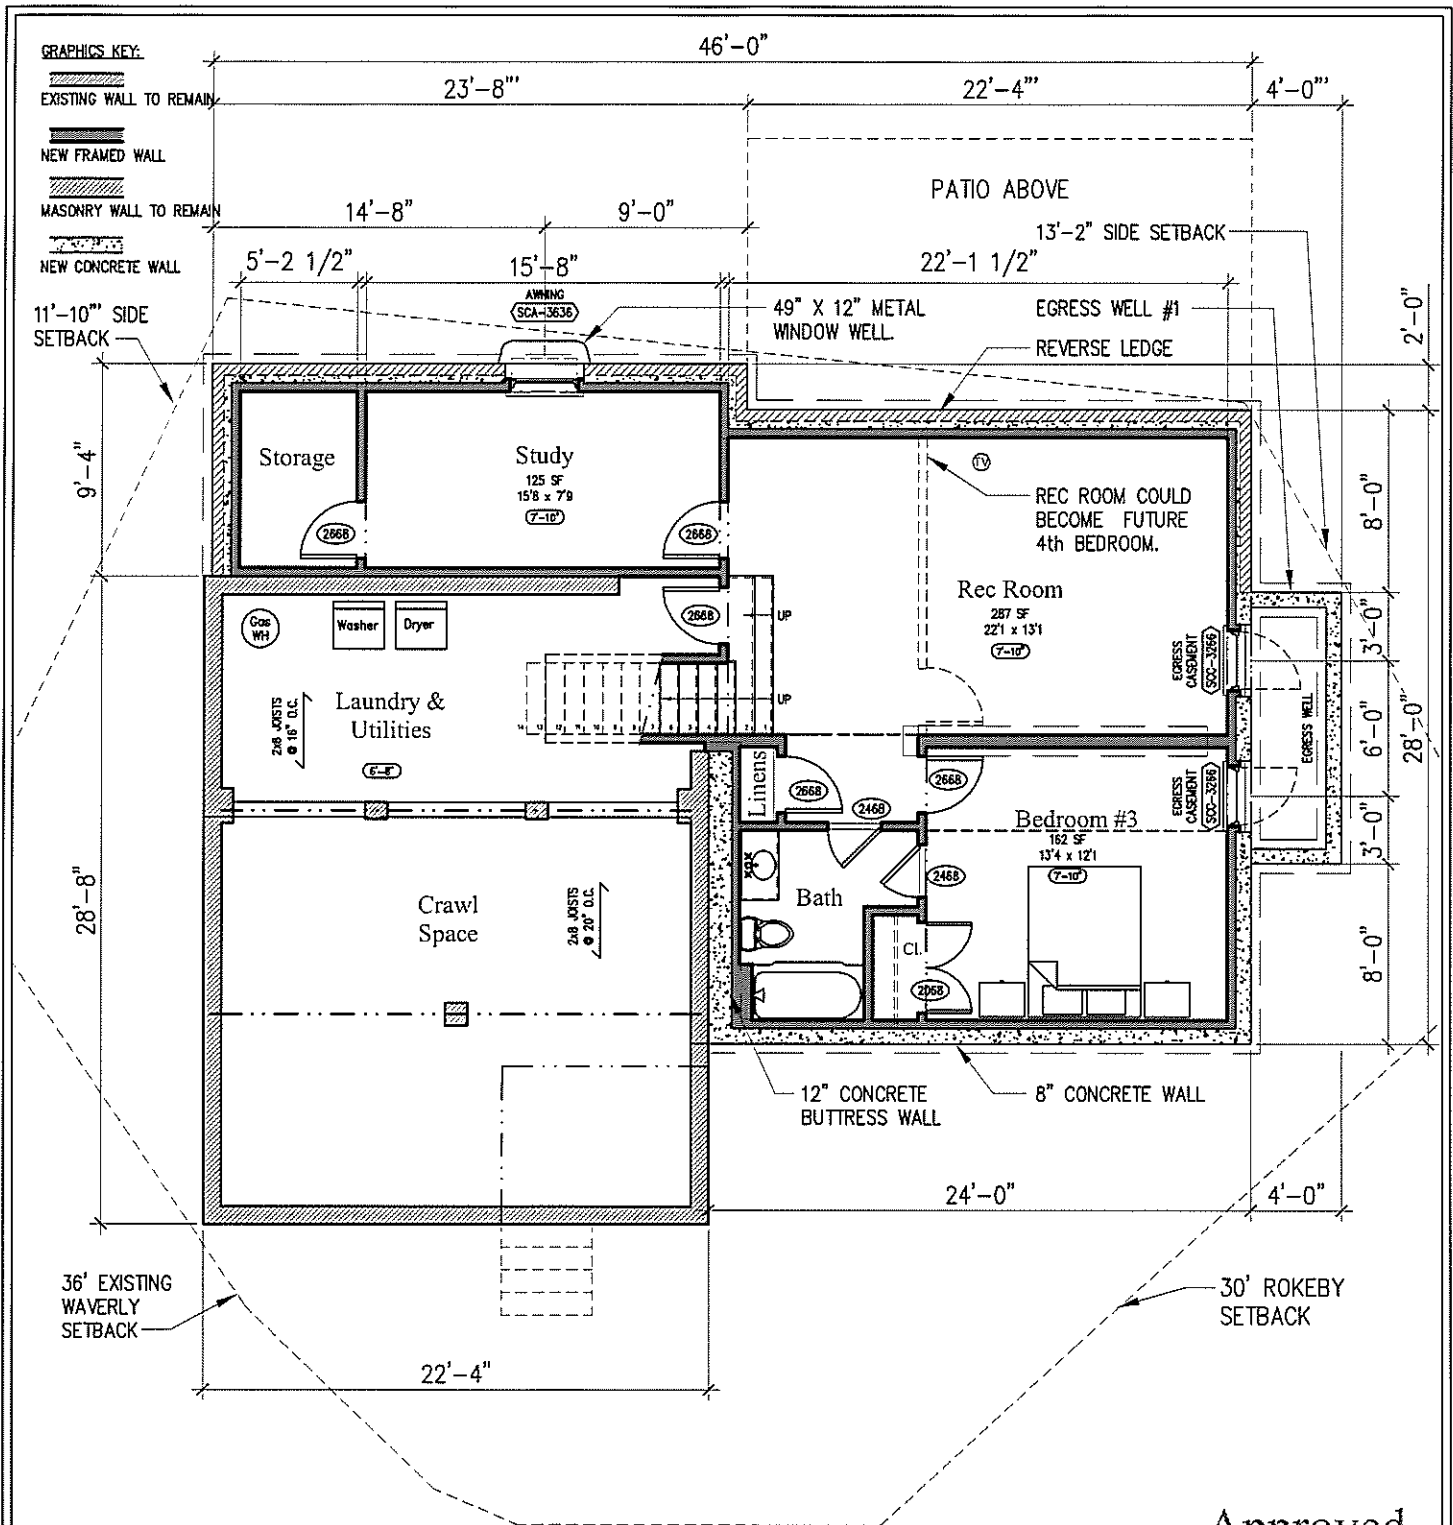 GRAPHICS KEY:
EXISTING WALL TO REMAIN
NEW FRAMED WALL
MASONRY WALL TO REMAIN
NEW CONCRETE WALL
46'-0"
23'-8'"
22'-4'"
4'-0'"
PATIO ABOVE
14'-8"
9'-0"
13'-2" SIDE SETBACK
5'-2 1/2"
15'-8"
22'-1 1/2"
11'-10'" SIDE
SETBACK
AWNING
SCA-3636
49" X 12" METAL
WINDOW WELL.
EGRESS WELL #1
REVERSE LEDGE
2'-0"
9'-4"
Storage
Study
125 SF
15'8 x 7'9
7'-10"
2668
2668
TV
REC ROOM COULD
BECOME FUTURE
4th BEDROOM.
8'-0"
Rec Room
287 SF
22'1 x 13'1
7'-10"
Gas
WH
Washer
Dryer
2668
UP
UP
EGRESS
CASEMENT
SCC-3266
EGRESS WELL
3'-0"
6'-0"
28'-0"
3'-0"
8'-0"
2x8 JOISTS
@ 16" O.C.
Laundry &
Utilities
6'-8"
Linens
2668
2468
2668
EGRESS
CASEMENT
SCC-3266
Bedroom #3
162 SF
13'4 x 12'1
7'-10"
2468
Bath
Cl.
2068
28'-8"
Crawl
Space
2x8 JOISTS
@ 20" O.C.
12" CONCRETE
BUTTRESS WALL
8" CONCRETE WALL
24'-0"
4'-0"
36' EXISTING
WAVERLY
SETBACK
30' ROKEBY
SETBACK
22'-4"
Approved